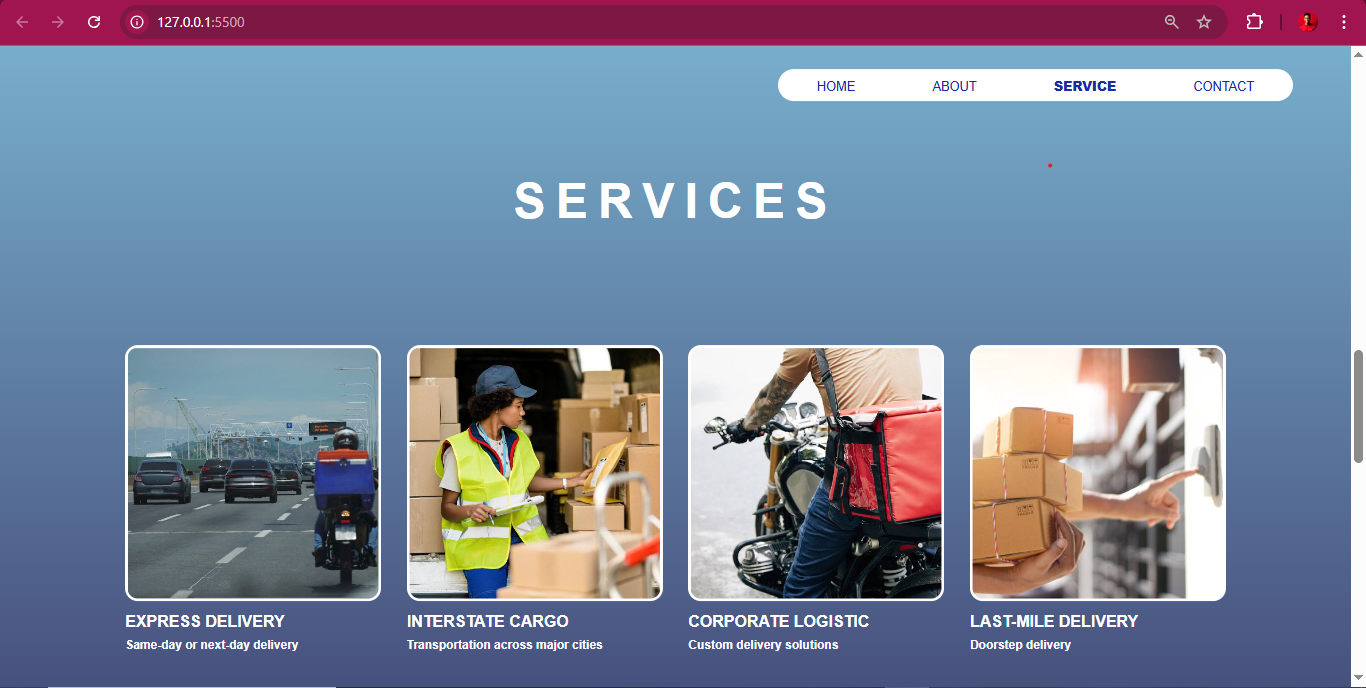 127.0.0.1:5500
HOME ABOUT SERVICE CONTACT
SERVICES
EXPRESS DELIVERY INTERSTATE CARGO CORPORATE LOGISTIC LAST-MILE DELIVERY
Same-day or next-day delivery Transportation across major cities Custom delivery solutions Doorstep delivery